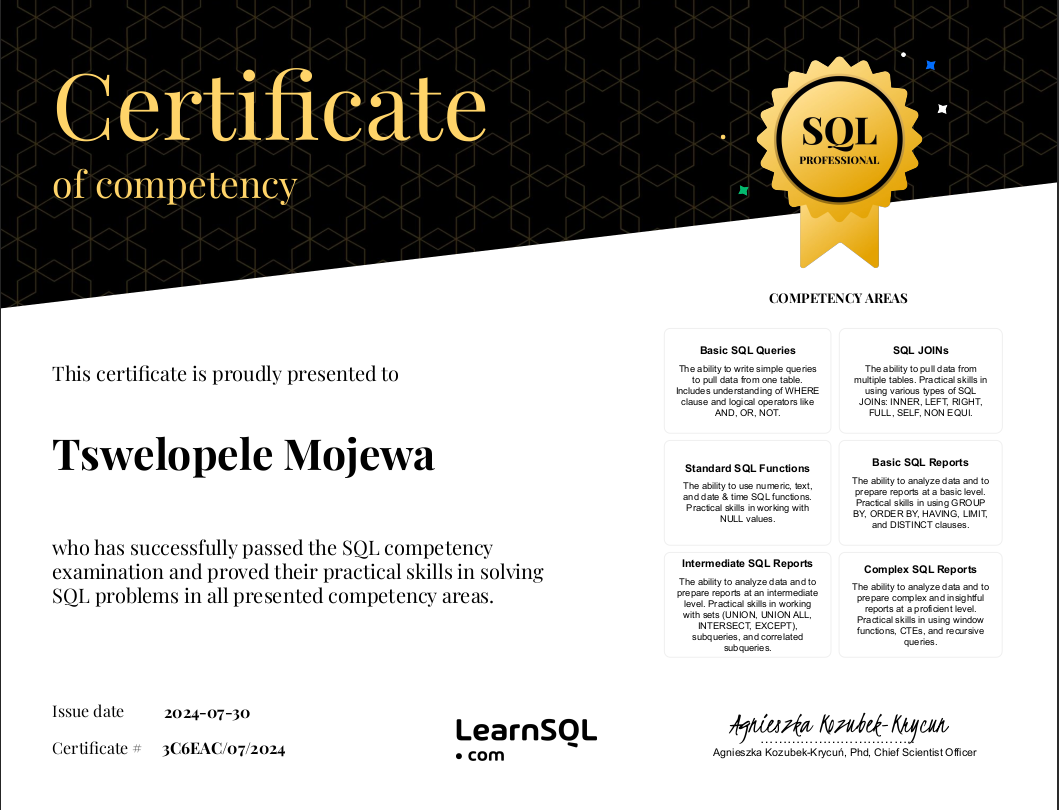 Certificate
of competency
SQL
PROFESSIONAL
COMPETENCY AREAS
This certificate is proudly presented to
Tswelopele Mojewa
who has successfully passed the SQL competency
examination and proved their practical skills in solving
SQL problems in all presented competency areas.
Basic SQL Queries
The ability to write simple queries
to pull data from one table.
Includes understanding of WHERE
clause and logical operators like
AND, OR, NOT.
SQL JOINs
The ability to pull data from
multiple tables. Practical skills in
using various types of SQL
JOINs: INNER, LEFT, RIGHT,
FULL, SELF, NON EQUI.
Standard SQL Functions
The ability to use numeric, text,
and date & time SQL functions.
Practical skills in working with
NULL values.
Basic SQL Reports
The ability to analyze data and to
prepare reports at a basic level.
Practical skills in using GROUP
BY, ORDER BY, HAVING, LIMIT,
and DISTINCT clauses.
Intermediate SQL Reports
The ability to analyze data and to
prepare reports at an intermediate
level. Practical skills in working
with sets (UNION, UNION ALL,
INTERSECT, EXCEPT),
subqueries, and correlated
subqueries.
Complex SQL Reports
The ability to analyze data and to
prepare complex and insightful
reports at a proficient level.
Practical skills in using window
functions, CTEs, and recursive
queries.
Issue date 2024-07-30
Certificate # 3C6EAC/07/2024
LearnSQL
• com
Agnieszka Kozubek-Krycuń
Agnieszka Kozubek-Krycuń, Phd, Chief Scientist Officer